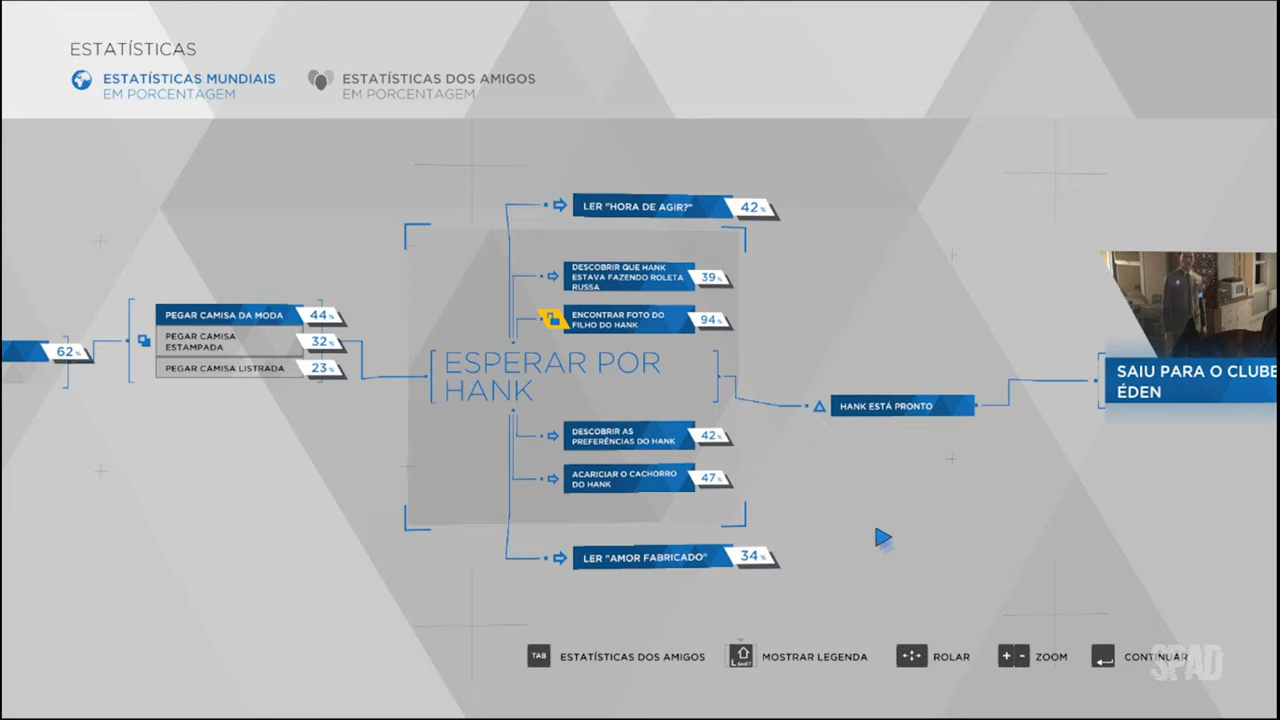 ESTATÍSTICAS
ESTATÍSTICAS MUNDIAIS
EM PORCENTAGEM
ESTATÍSTICAS DOS AMIGOS
EM PORCENTAGEM
LER "HORA DE AGIR?" 42%
DESCOBRIR QUE HANK
ESTAVA FAZENDO ROLETA
RUSSA
39%
ENCONTRAR FOTO DO
FILHO DO HANK
94%
62%
PEGAR CAMISA DA MODA 44%
PEGAR CAMISA
ESTAMPADA
32%
PEGAR CAMISA LISTRADA 23%
ESPERAR POR
HANK
HANK ESTÁ PRONTO
SAIU PARA O CLUBE
ÉDEN
DESCOBRIR AS
PREFERÊNCIAS DO HANK
42%
ACARICIAR O CACHORRO
DO HANK
47%
LER "AMOR FABRICADO" 34%
TAB ESTATÍSTICAS DOS AMIGOS
L SHIFT MOSTRAR LEGENDA
ROLAR
+ - ZOOM
CONTINUAR
SPAD